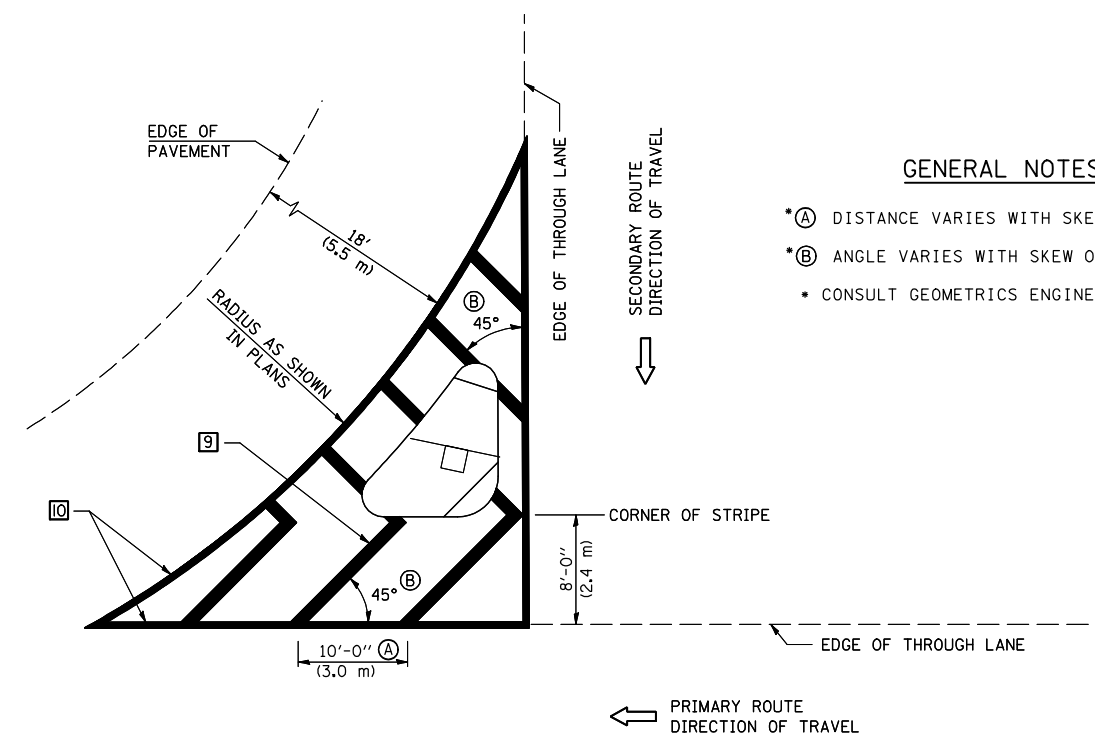 EDGE OF
PAVEMENT
18'
(5.5 m)
RADIUS AS SHOWN
IN PLANS
EDGE OF THROUGH LANE
SECONDARY ROUTE
DIRECTION OF TRAVEL
GENERAL NOTES
*Ⓐ DISTANCE VARIES WITH SKE
*Ⓑ ANGLE VARIES WITH SKEW O
* CONSULT GEOMETRICS ENGINE
Ⓑ
45°
9
10
CORNER OF STRIPE
8'-0"
(2.4 m)
45° Ⓑ
10'-0" Ⓐ
(3.0 m)
EDGE OF THROUGH LANE
PRIMARY ROUTE
DIRECTION OF TRAVEL